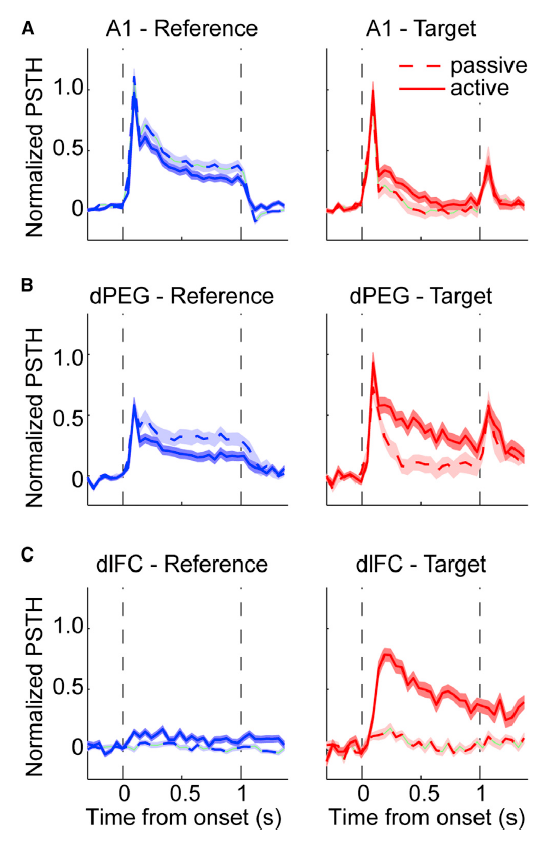 A
A1 - Reference
A1 - Target
passive
active
Normalized PSTH
1.0
0.5
0
B
dPEG - Reference
dPEG - Target
Normalized PSTH
1.0
0.5
0
C
dlFC - Reference
dlFC - Target
Normalized PSTH
1.0
0.5
0
0 0.5 1
0 0.5 1
Time from onset (s)
Time from onset (s)